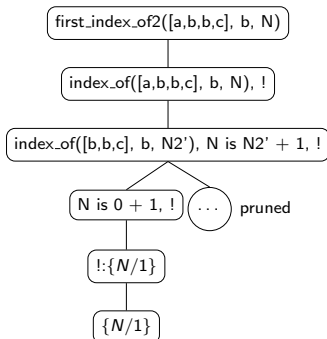 first_index_of2([a,b,b,c], b, N)
index_of([a,b,b,c], b, N), !
index_of([b,b,c], b, N2'), N is N2' + 1, !
N is 0 + 1, !
... pruned
!:{N/1}
{N/1}